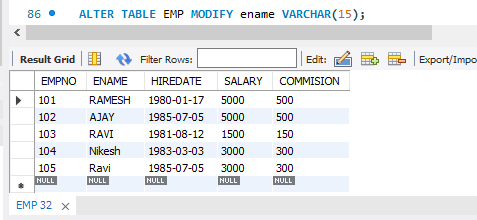 86 ALTER TABLE EMP MODIFY ename VARCHAR(15);
Result Grid Filter Rows: Edit: Export/Impo
EMPNO ENAME HIREDATE SALARY COMMISION
101 RAMESH 1980-01-17 5000 500
102 AJAY 1985-07-05 5000 500
103 RAVI 1981-08-12 1500 150
104 Nikesh 1983-03-03 3000 300
105 Ravi 1985-07-05 3000 300
NULL NULL NULL NULL NULL
EMP 32 ×